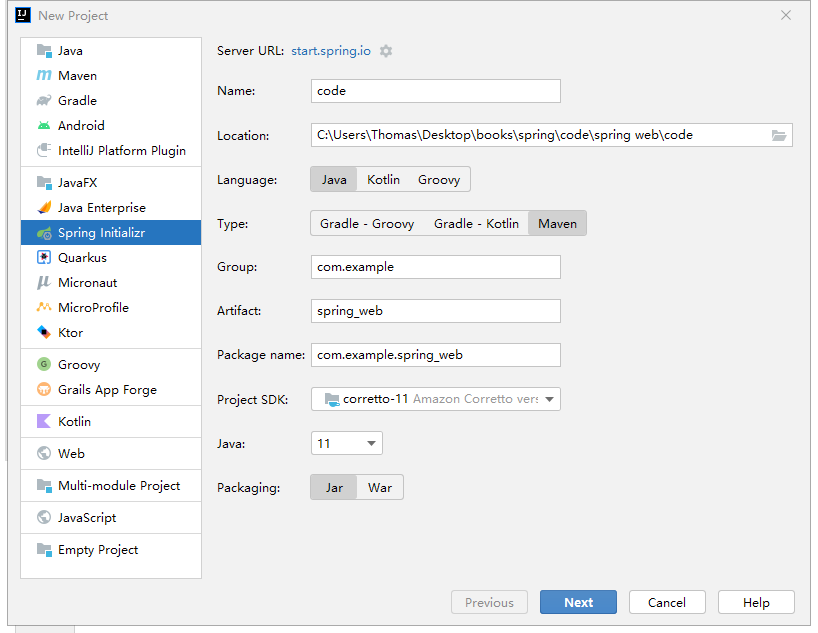 New Project
Java
Maven
Gradle
Android
IntelliJ Platform Plugin
JavaFX
Java Enterprise
Spring Initializr
Quarkus
Micronaut
MicroProfile
Ktor
Groovy
Grails App Forge
Kotlin
Web
Multi-module Project
JavaScript
Empty Project
Server URL: start.spring.io
Name: code
Location: C:\Users\Thomas\Desktop\books\spring\code\spring web\code
Language: Java Kotlin Groovy
Type: Gradle - Groovy Gradle - Kotlin Maven
Group: com.example
Artifact: spring_web
Package name: com.example.spring_web
Project SDK: corretto-11 Amazon Corretto vers
Java: 11
Packaging: Jar War
Previous Next Cancel Help